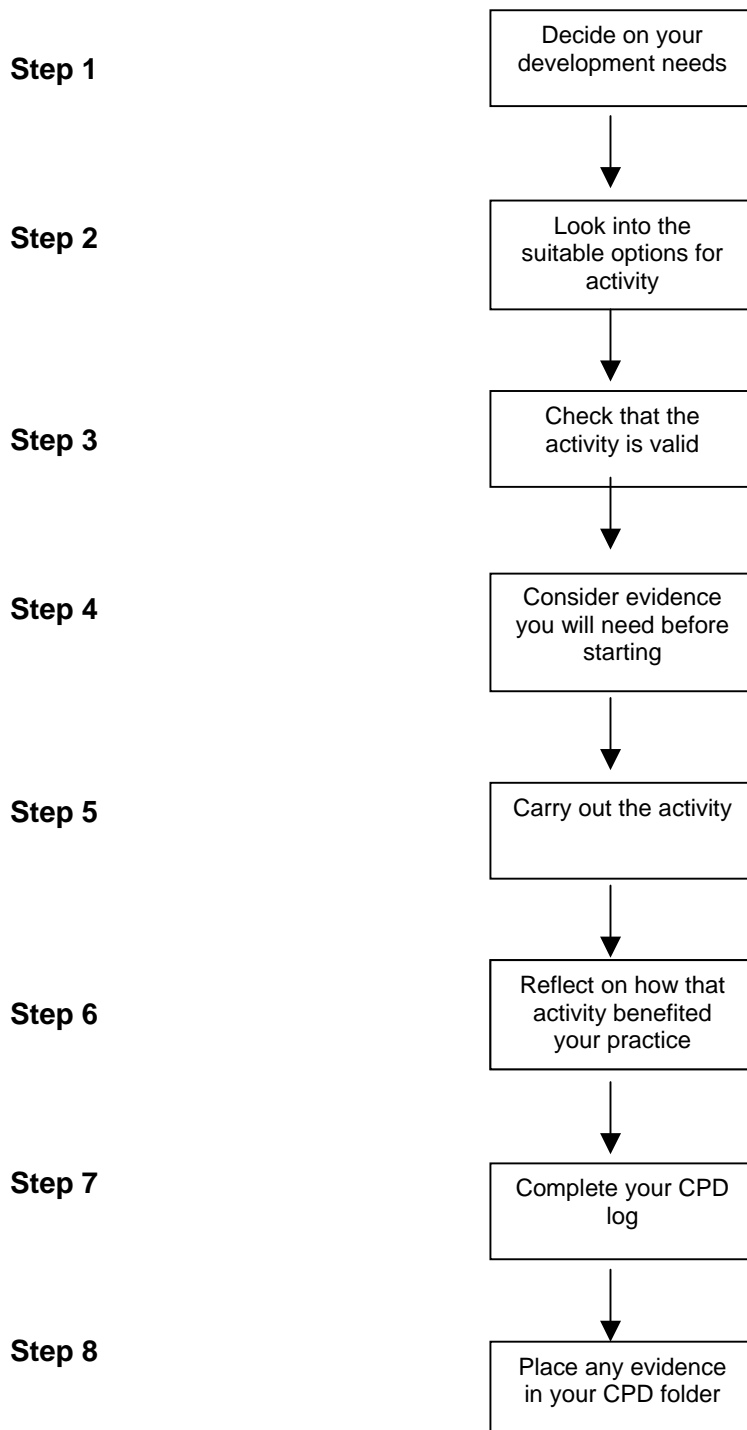 Step 1
Decide on your
development needs
Step 2
Look into the
suitable options for
activity
Step 3
Check that the
activity is valid
Step 4
Consider evidence
you will need before
starting
Step 5
Carry out the activity
Step 6
Reflect on how that
activity benefited
your practice
Step 7
Complete your CPD
log
Step 8
Place any evidence
in your CPD folder